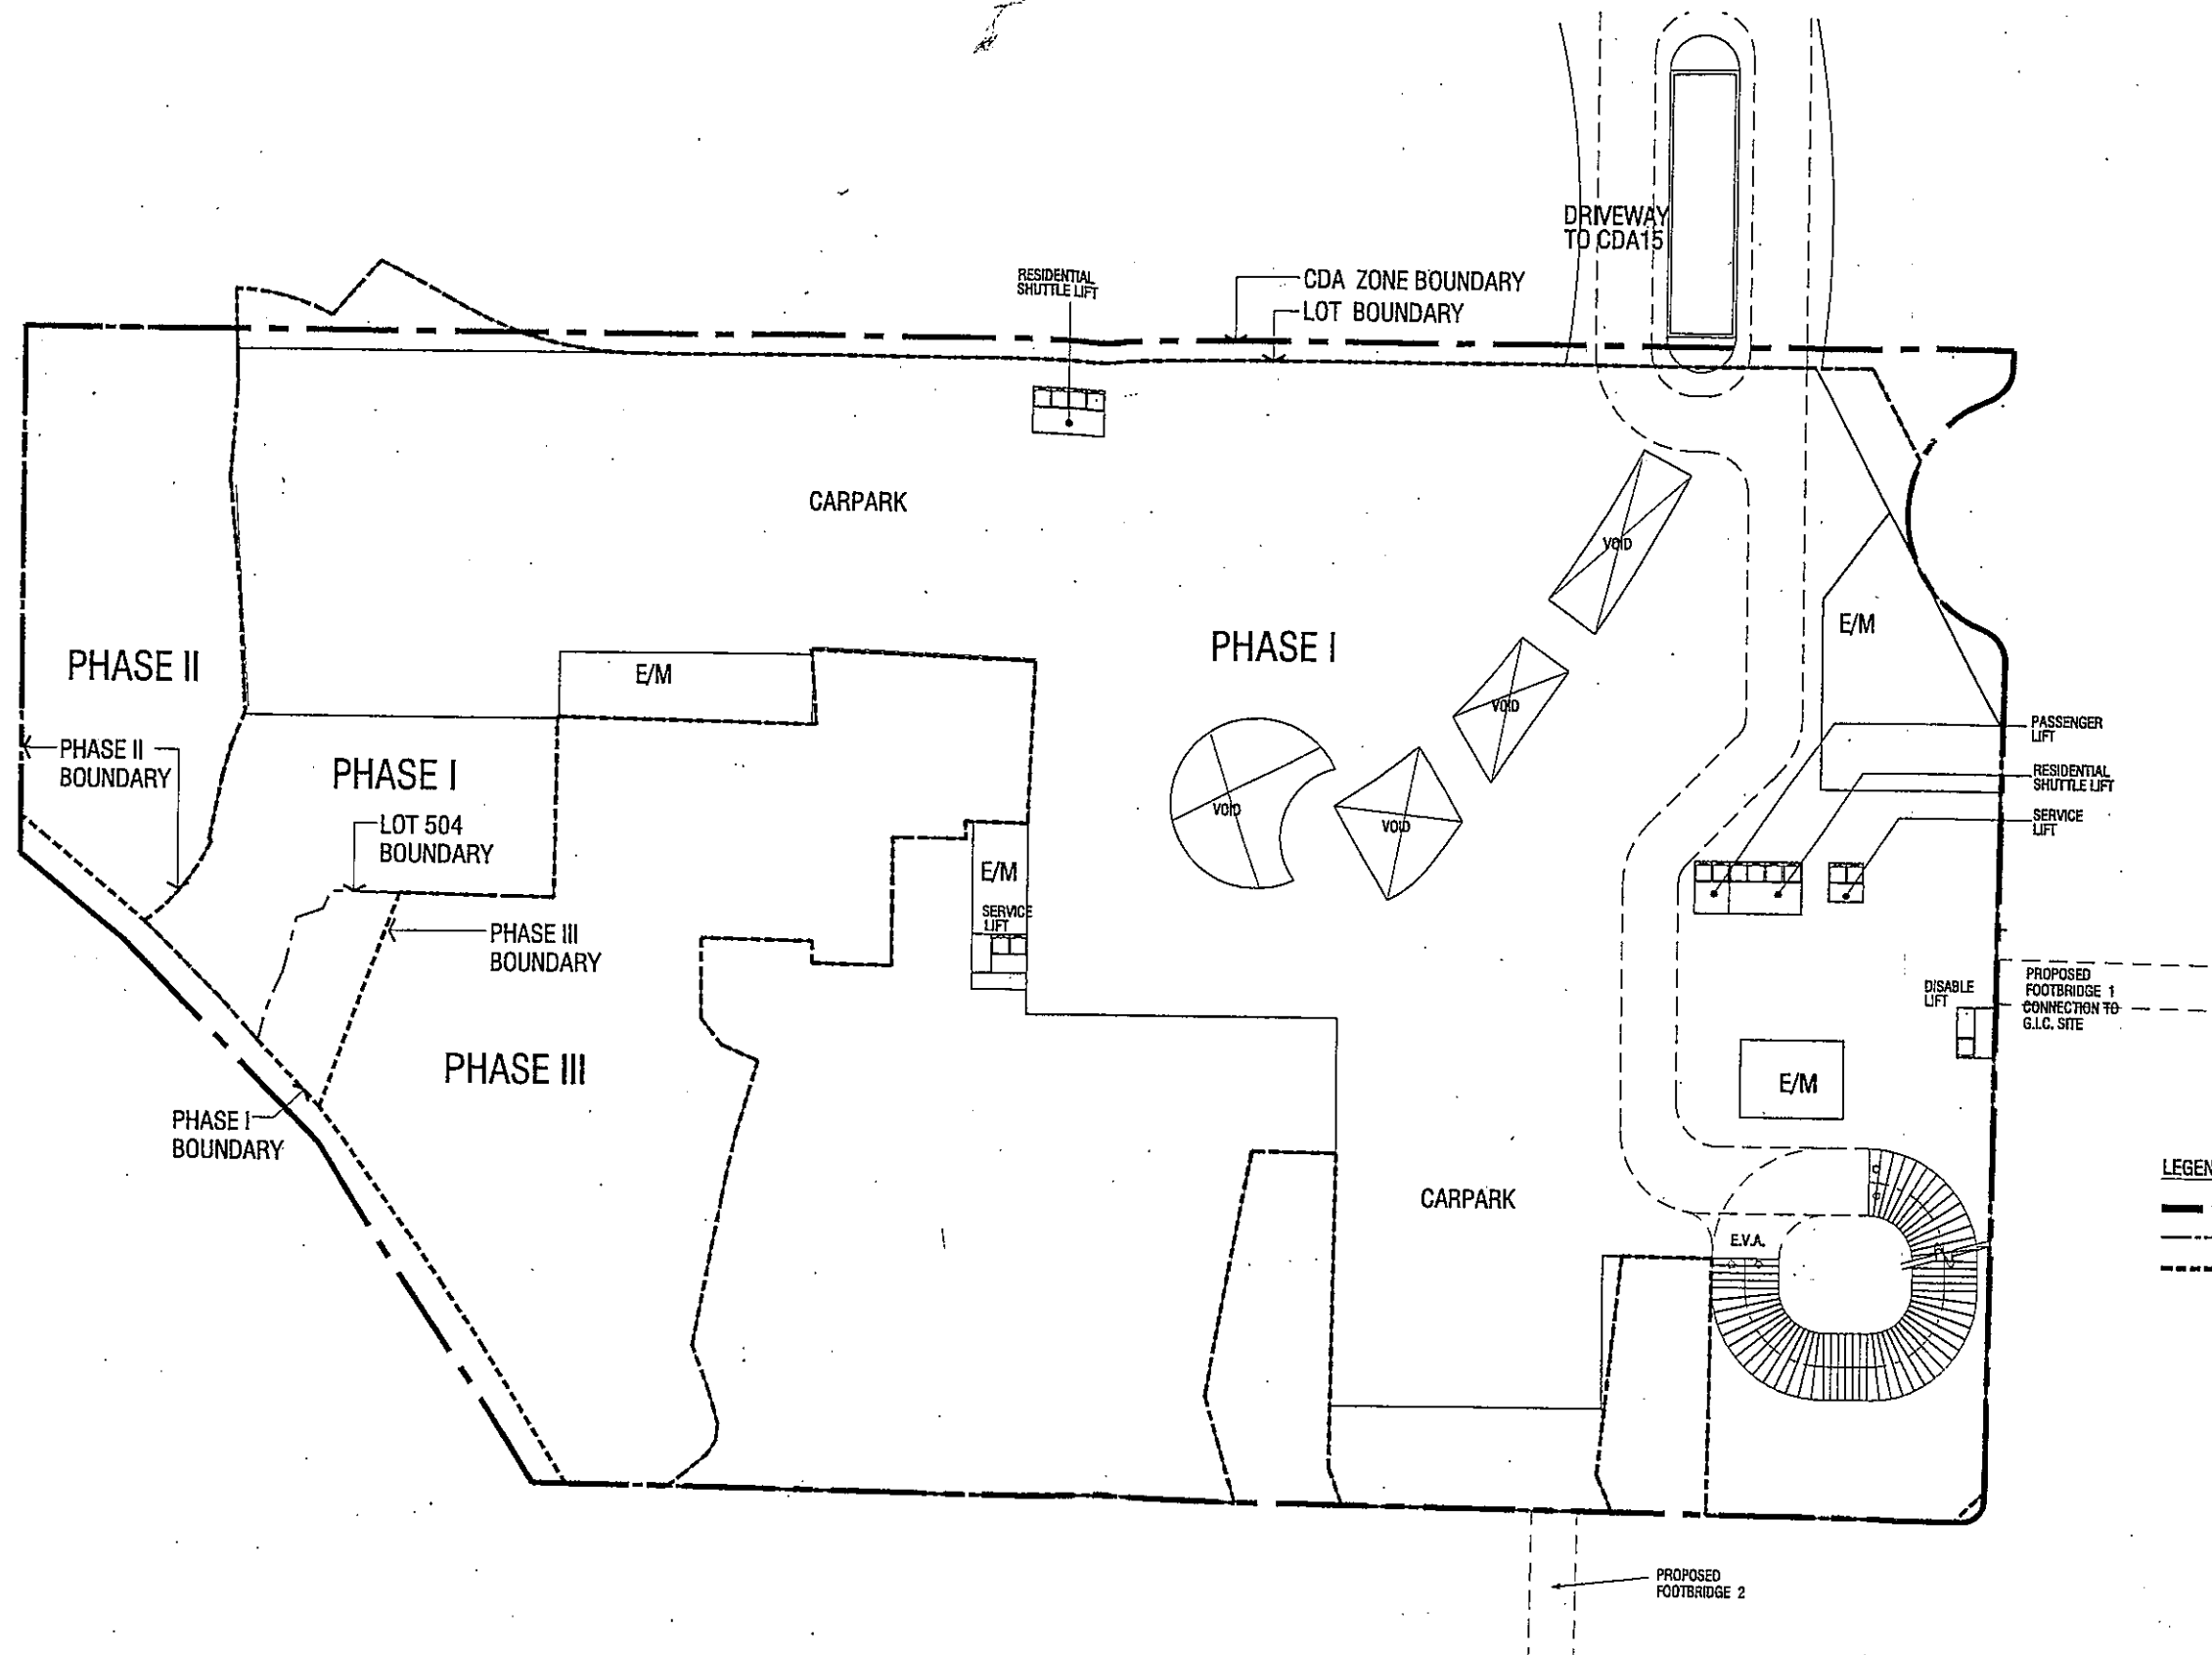 DRIVEWAY
TO CDA15
RESIDENTIAL
SHUTTLE LIFT
CDA ZONE BOUNDARY
LOT BOUNDARY
CARPARK
VOID
E/M
PHASE I
PHASE II
E/M
VOID
PASSENGER
LIFT
PHASE II
BOUNDARY
PHASE I
RESIDENTIAL
SHUTTLE LIFT
VOID
VOID
SERVICE
LIFT
LOT 504
BOUNDARY
E/M
SERVICE
LIFT
PHASE III
BOUNDARY
PROPOSED
FOOTBRIDGE 1
CONNECTION TO
G.I.C. SITE
DISABLE
LIFT
PHASE III
E/M
PHASE I
BOUNDARY
LEGEN
CARPARK
E.V.A.
PROPOSED
FOOTBRIDGE 2